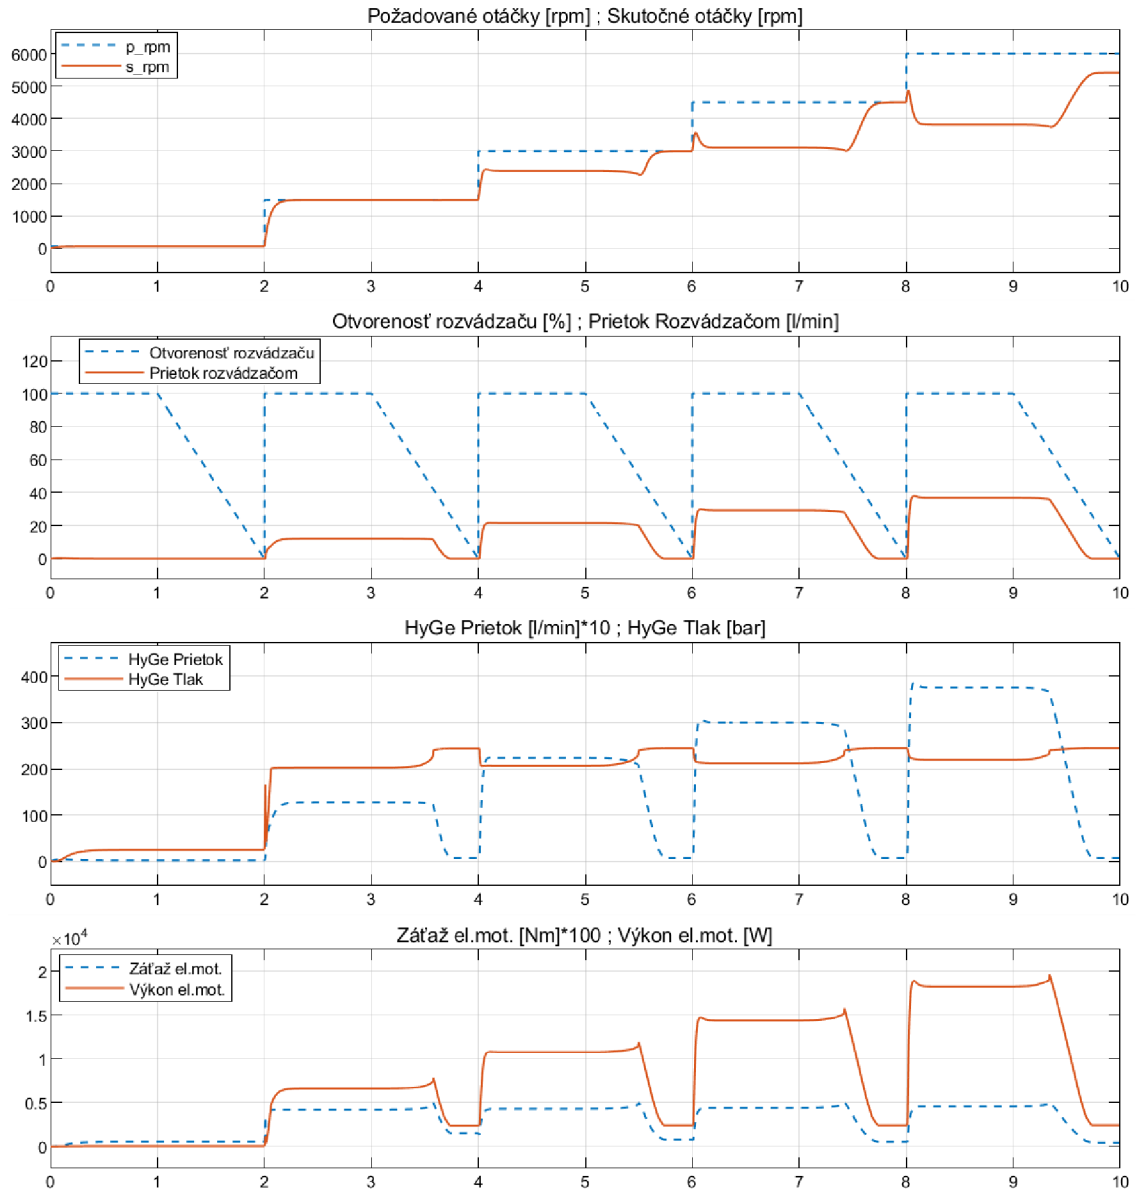 Požadované otáčky [rpm] ; Skutočné otáčky [rpm]
p_rpm
s_rpm
6000
5000
4000
3000
2000
1000
0
0 1 2 3 4 5 6 7 8 9 10
Otvorenosť rozvádzaču [%] ; Prietok Rozvádzačom [l/min]
Otvorenosť rozvádzaču
Prietok rozvádzačom
120
100
80
60
40
20
0
0 1 2 3 4 5 6 7 8 9 10
HyGe Prietok [l/min]*10 ; HyGe Tlak [bar]
HyGe Prietok
HyGe Tlak
400
300
200
100
0
0 1 2 3 4 5 6 7 8 9 10
×10⁴
Záťaž el.mot. [Nm]*100 ; Výkon el.mot. [W]
Záťaž el.mot.
Výkon el.mot.
2
1.5
1
0.5
0
0 1 2 3 4 5 6 7 8 9 10